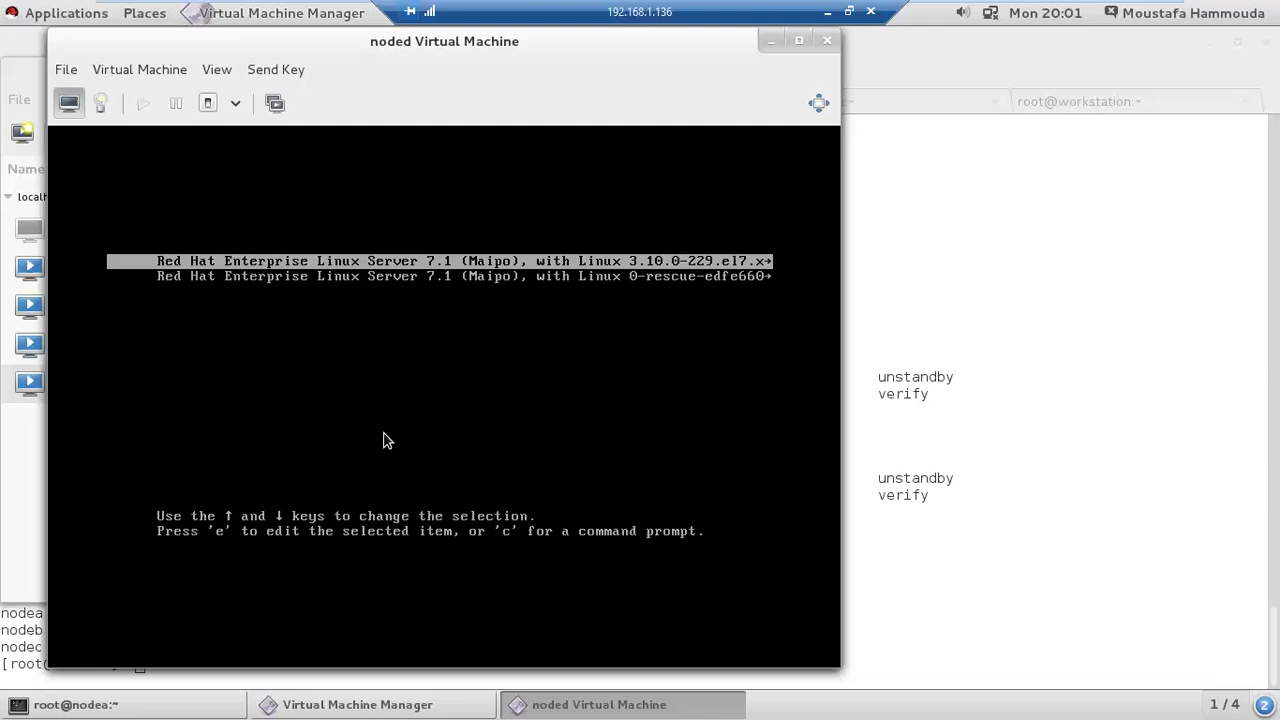 Applications Places Virtual Machine Manager 192.168.1.136 Mon 20:01 Moustafa Hammouda
noded Virtual Machine
File Virtual Machine View Send Key
File
root@workstation:~
Name
localh
Red Hat Enterprise Linux Server 7.1 (Maipo), with Linux 3.10.0-229.el7.x→
Red Hat Enterprise Linux Server 7.1 (Maipo), with Linux 0-rescue-edfe660→
unstandby
verify
unstandby
verify
Use the ↑ and ↓ keys to change the selection.
Press 'e' to edit the selected item, or 'c' for a command prompt.
nodea
nodeb
nodec
[root@
root@nodea:~ Virtual Machine Manager noded Virtual Machine 1 / 4 2